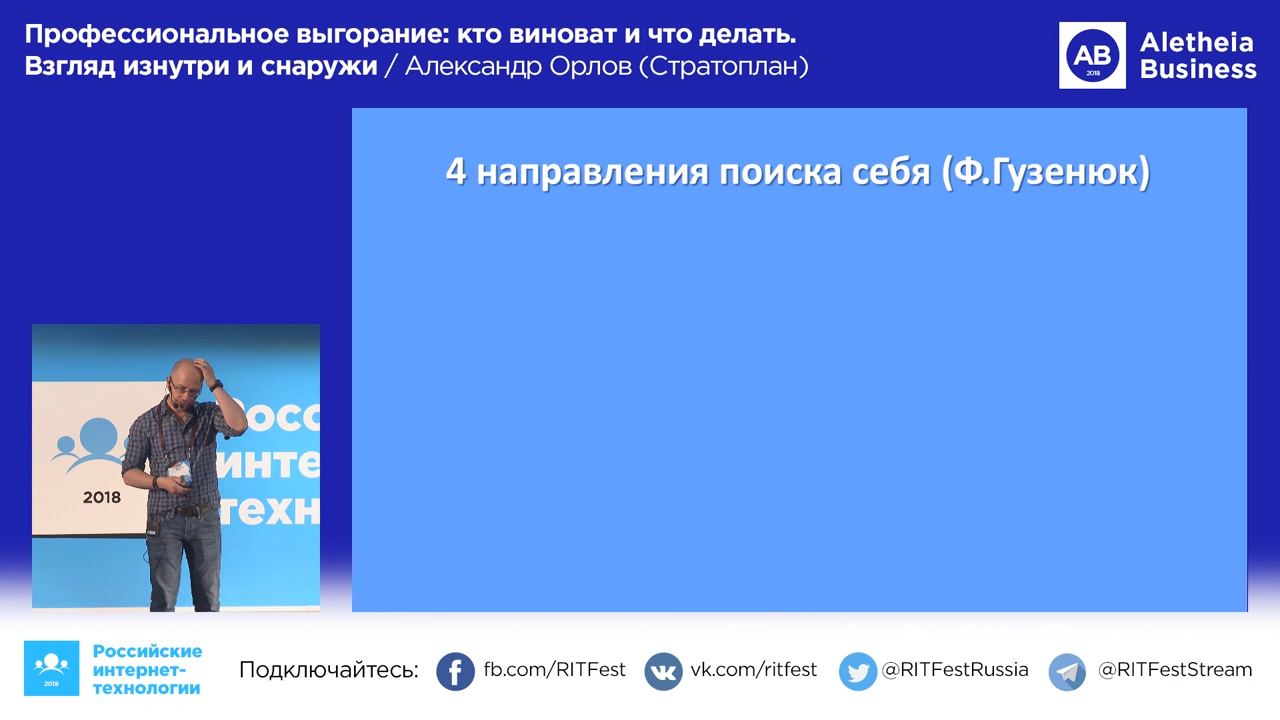 Профессиональное выгорание: кто виноват и что делать.
Взгляд изнутри и снаружи / Александр Орлов (Стратоплан)
AB
2018
Aletheia
Business
4 направления поиска себя (Ф.Гузенюк)
2018
Росс
инте
техн
2018
Российские
интернет-
технологии
Подключайтесь:
fb.com/RITFest
vk.com/ritfest
@RITFestRussia
@RITFestStream